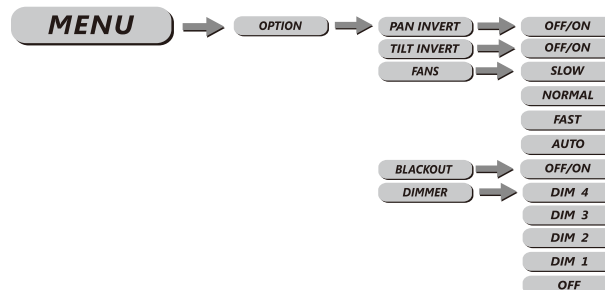 MENU OPTION PAN INVERT OFF/ON
TILT INVERT OFF/ON
FANS SLOW
NORMAL
FAST
AUTO
BLACKOUT OFF/ON
DIMMER DIM 4
DIM 3
DIM 2
DIM 1
OFF